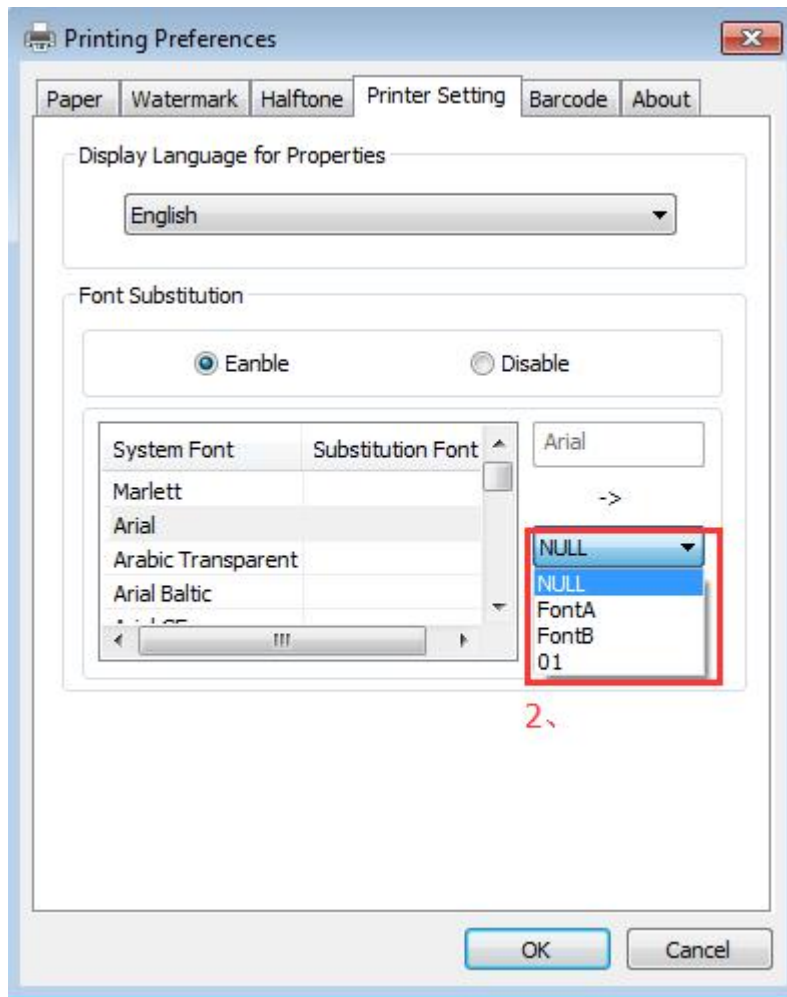 Printing Preferences
Paper Watermark Halftone Printer Setting Barcode About
Display Language for Properties
English
Font Substitution
Eanble Disable
System Font Substitution Font
Arial
Marlett
->
Arial
Arabic Transparent
NULL
Arial Baltic
NULL
FontA
FontB
01
2、
OK Cancel